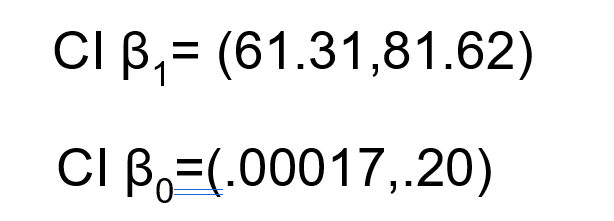 CI β₁= (61.31,81.62)
CI β₀=(.00017,.20)